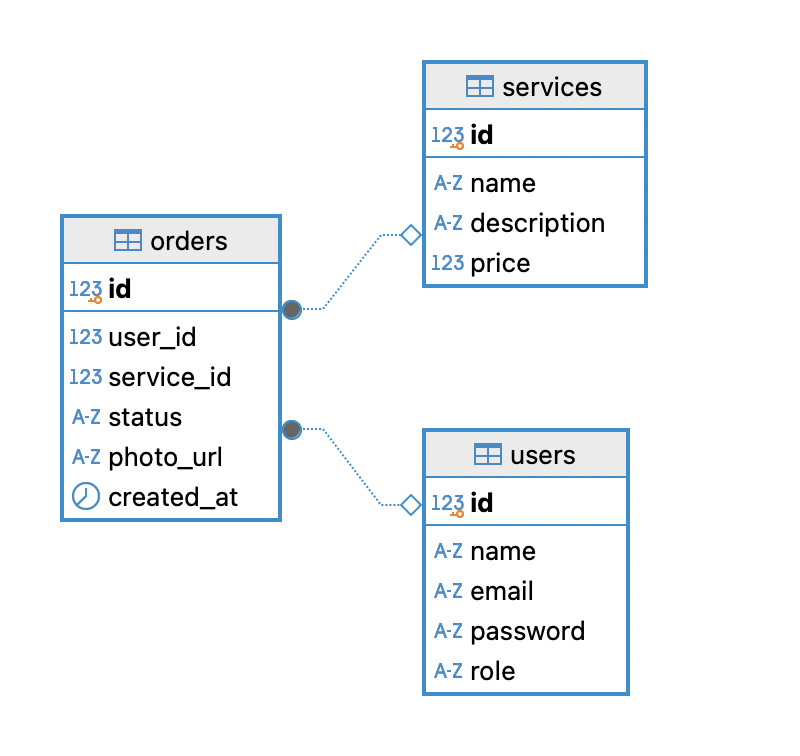 services
123 id
A-Z name
A-Z description
123 price
orders
123 id
123 user_id
123 service_id
A-Z status
A-Z photo_url
created_at
users
123 id
A-Z name
A-Z email
A-Z password
A-Z role